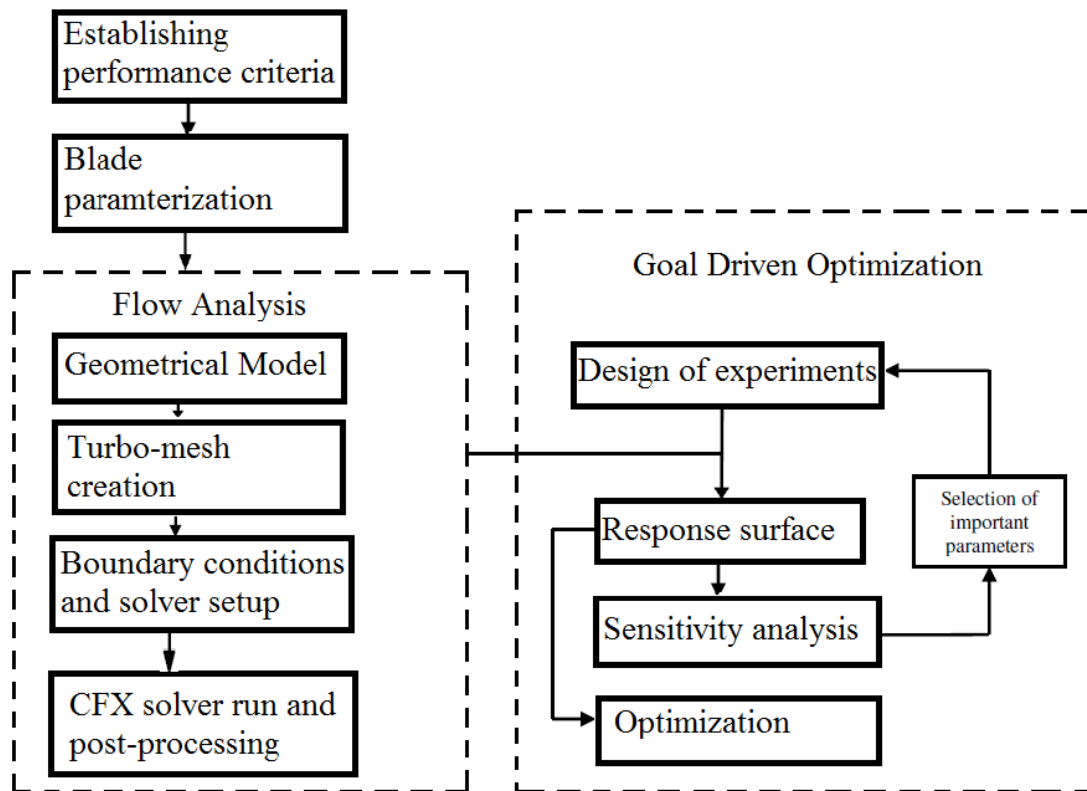 Establishing
performance criteria
Blade
paramterization
Flow Analysis
Geometrical Model
Turbo-mesh
creation
Boundary conditions
and solver setup
CFX solver run and
post-processing
Goal Driven Optimization
Design of experiments
Response surface
Sensitivity analysis
Optimization
Selection of
important
parameters